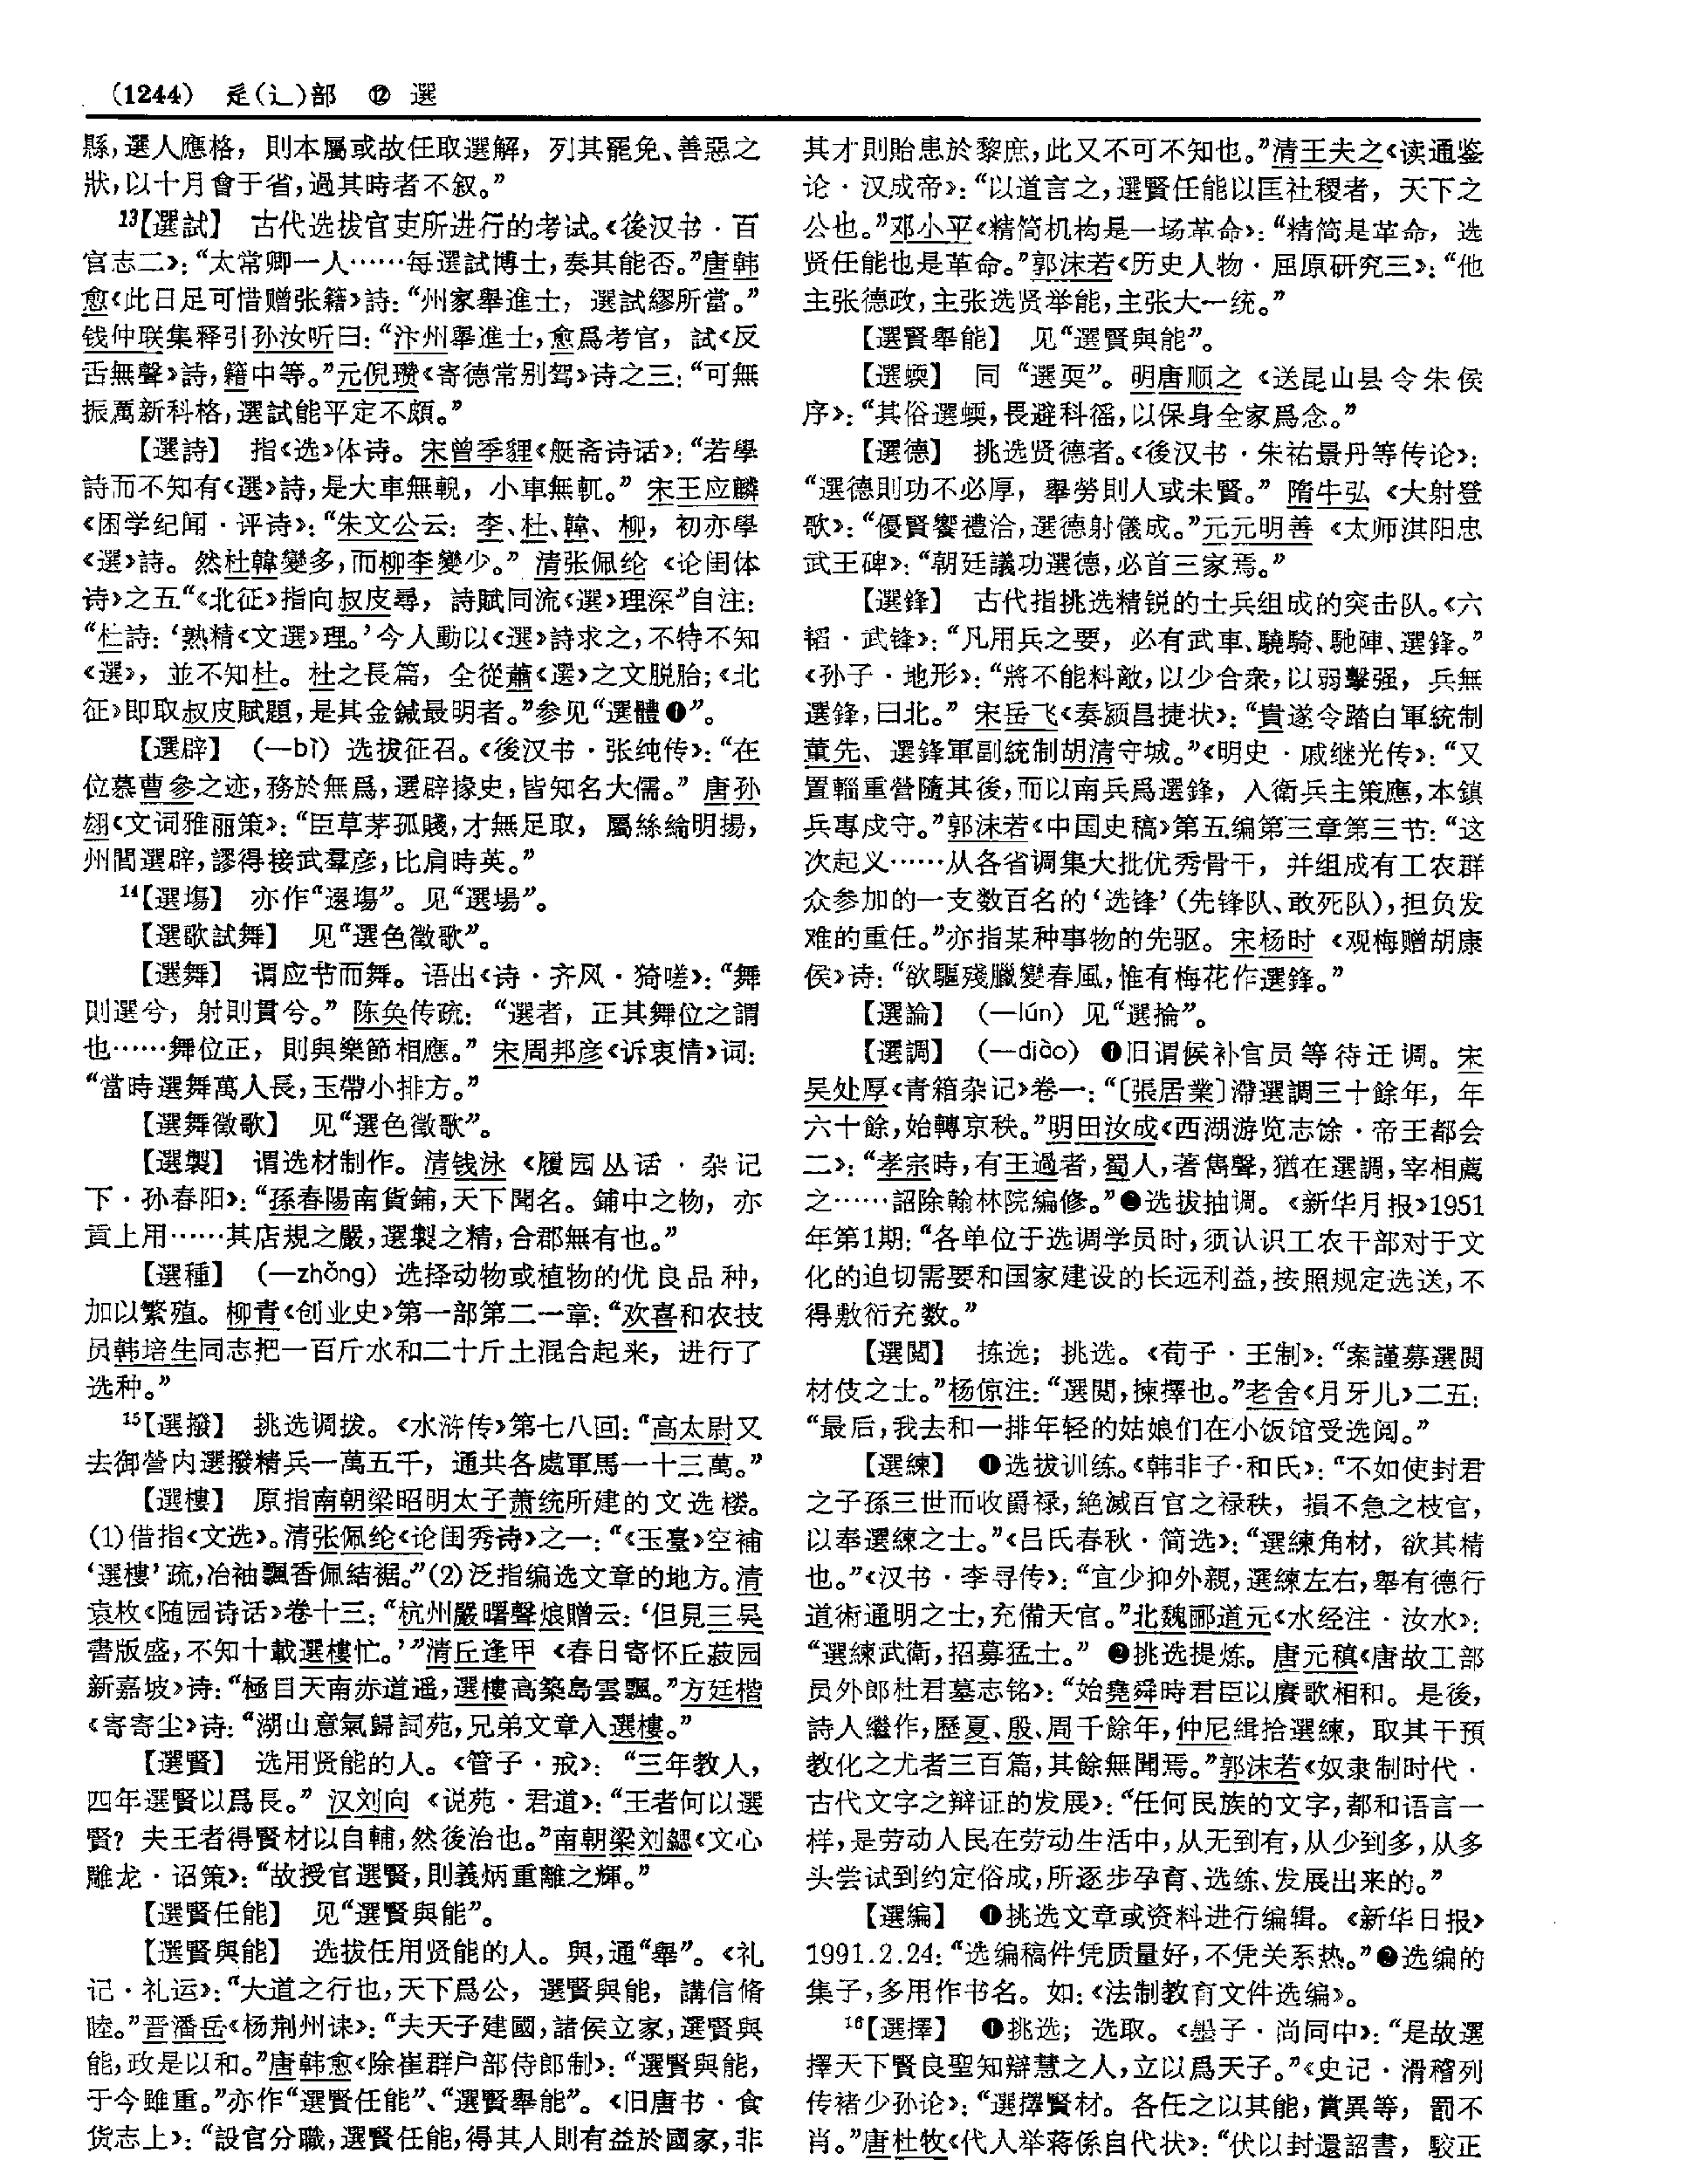 （1244） 辵（辶）部 ⑫ 選
縣，選人應格，則本屬或故任取選解，列其罷免、善惡之
狀，以十月會于省，過其時者不叙。”
¹³【選試】 古代选拔官吏所进行的考试。《後汉书·百
官志二》：“太常卿一人……每選試博士，奏其能否。”唐韩
愈《此日足可惜赠张籍》詩：“州家舉進士，選試繆所當。”
钱仲联集释引孙汝听曰：“汴州舉進士，愈爲考官，試《反
舌無聲》詩，籍中等。”元倪瓒《寄德常别驾》诗之三：“可無
振厲新科格，選試能平定不頗。”
【選詩】 指《选》体诗。宋曾季貍《艇斋诗话》：“若學
詩而不知有《選》詩，是大車無輗，小車無軏。”宋王应麟
《困学纪闻·评诗》：“朱文公云：李、杜、韓、柳，初亦學
《選》詩。然杜韓變多，而柳李變少。”清张佩纶《论闺体
诗》之五“《北征》指向叔皮尋，詩賦同流《選》理深”自注：
“杜詩：‘熟精《文選》理。’今人動以《選》詩求之，不特不知
《選》，並不知杜。杜之長篇，全從蕭《選》之文脱胎；《北
征》即取叔皮賦題，是其金鍼最明者。”参见“選體❶”。
【選辟】 （—bì）选拔征召。《後汉书·张纯传》：“在
位慕曹參之迹，務於無爲，選辟掾史，皆知名大儒。”唐孙
翃《文词雅丽策》：“臣草茅孤賤，才無足取，屬絲綸明揚，
州閭選辟，謬得接武羣彦，比肩時英。”
¹⁴【選塲】 亦作“選場”。见“選場”。
【選歌試舞】 见“選色徵歌”。
【選舞】 谓应节而舞。语出《诗·齐风·猗嗟》：“舞
則選兮，射則貫兮。”陈奂传疏：“選者，正其舞位之謂
也……舞位正，則與樂節相應。”宋周邦彦《诉衷情》词：
“當時選舞萬人長，玉帶小排方。”
【選舞徵歌】 见“選色徵歌”。
【選製】 谓选材制作。清钱泳《履园丛话·杂记
下·孙春阳》：“孫春陽南貨鋪，天下聞名。鋪中之物，亦
貢上用……其店規之嚴，選製之精，合郡無有也。”
【選種】 （—zhǒng）选择动物或植物的优良品种，
加以繁殖。柳青《创业史》第一部第二一章：“欢喜和农技
员韩培生同志把一百斤水和二十斤土混合起来，进行了
选种。”
¹⁵【選撥】 挑选调拨。《水浒传》第七八回：“高太尉又
去御營内選撥精兵一萬五千，通共各處軍馬一十三萬。”
【選樓】 原指南朝梁昭明太子萧统所建的文选楼。
（1）借指《文选》。清张佩纶《论闺秀诗》之一：“《玉臺》空補
‘選樓’疏，冶袖飄香佩結裾。”（2）泛指编选文章的地方。清
袁枚《随园诗话》卷十三：“杭州嚴曙聲烺贈云：‘但見三吴
書版盛，不知十載選樓忙。’”清丘逢甲《春日寄怀丘菽园
新嘉坡》诗：“極目天南赤道遥，選樓高築島雲飄。”方廷楷
《寄寄尘》诗：“湖山意氣歸詞苑，兄弟文章入選樓。”
【選賢】 选用贤能的人。《管子·戒》：“三年教人，
四年選賢以爲長。”汉刘向《说苑·君道》：“王者何以選
賢？夫王者得賢材以自輔，然後治也。”南朝梁刘勰《文心
雕龙·诏策》：“故授官選賢，則義炳重離之輝。”
【選賢任能】 见“選賢與能”。
【選賢與能】 选拔任用贤能的人。與，通“舉”。《礼
记·礼运》：“大道之行也，天下爲公，選賢與能，講信脩
睦。”晋潘岳《杨荆州诔》：“夫天子建國，諸侯立家，選賢與
能，政是以和。”唐韩愈《除崔群户部侍郎制》：“選賢與能，
于今雖重。”亦作“選賢任能”、“選賢舉能”。《旧唐书·食
货志上》：“設官分職，選賢任能，得其人則有益於國家，非
其才則貽患於黎庶，此又不可不知也。”清王夫之《读通鉴
论·汉成帝》：“以道言之，選賢任能以匡社稷者，天下之
公也。”邓小平《精简机构是一场革命》：“精简是革命，选
贤任能也是革命。”郭沫若《历史人物·屈原研究三》：“他
主张德政，主张选贤举能，主张大一统。”
【選賢舉能】 见“選賢與能”。
【選蝡】 同“選耎”。明唐顺之《送昆山县令朱侯
序》：“其俗選蝡，畏避科徭，以保身全家爲念。”
【選德】 挑选贤德者。《後汉书·朱祐景丹等传论》：
“選德則功不必厚，舉勞則人或未賢。”隋牛弘《大射登
歌》：“優賢饗禮洽，選德射儀成。”元元明善《太师淇阳忠
武王碑》：“朝廷議功選德，必首三家焉。”
【選鋒】 古代指挑选精锐的士兵组成的突击队。《六
韬·武锋》：“凡用兵之要，必有武車、驍騎、馳陣、選鋒。”
《孙子·地形》：“將不能料敵，以少合衆，以弱擊强，兵無
選鋒，曰北。”宋岳飞《奏颍昌捷状》：“貴遂令踏白軍統制
董先、選鋒軍副統制胡清守城。”《明史·戚继光传》：“又
置輜重營隨其後，而以南兵爲選鋒，入衛兵主策應，本鎮
兵專戍守。”郭沫若《中国史稿》第五编第三章第三节：“这
次起义……从各省调集大批优秀骨干，并组成有工农群
众参加的一支数百名的‘选锋’（先锋队、敢死队），担负发
难的重任。”亦指某种事物的先驱。宋杨时《观梅赠胡康
侯》诗：“欲驅殘臘變春風，惟有梅花作選鋒。”
【選論】 （—lún）见“選掄”。
【選調】 （—diào）❶旧谓候补官员等待迁调。宋
吴处厚《青箱杂记》卷一：“〔張居業〕滯選調三十餘年，年
六十餘，始轉京秩。”明田汝成《西湖游览志馀·帝王都会
二》：“孝宗時，有王過者，蜀人，著雋聲，猶在選調，宰相薦
之……詔除翰林院編修。”❷选拔抽调。《新华月报》1951
年第1期：“各单位于选调学员时，须认识工农干部对于文
化的迫切需要和国家建设的长远利益，按照规定选送，不
得敷衍充数。”
【選閲】 拣选；挑选。《荀子·王制》：“案謹募選閲
材伎之士。”杨倞注：“選閲，揀擇也。”老舍《月牙儿》二五：
“最后，我去和一排年轻的姑娘们在小饭馆受选阅。”
【選練】 ❶选拔训练。《韩非子·和氏》：“不如使封君
之子孫三世而收爵禄，絶滅百官之禄秩，損不急之枝官，
以奉選練之士。”《吕氏春秋·简选》：“選練角材，欲其精
也。”《汉书·李寻传》：“宜少抑外親，選練左右，舉有德行
道術通明之士，充備天官。”北魏郦道元《水经注·汝水》：
“選練武衛，招募猛士。”❷挑选提炼。唐元稹《唐故工部
员外郎杜君墓志铭》：“始堯舜時君臣以賡歌相和。是後，
詩人繼作，歷夏、殷、周千餘年，仲尼緝拾選練，取其干預
教化之尤者三百篇，其餘無聞焉。”郭沫若《奴隶制时代·
古代文字之辩证的发展》：“任何民族的文字，都和语言一
样，是劳动人民在劳动生活中，从无到有，从少到多，从多
头尝试到约定俗成，所逐步孕育、选练、发展出来的。”
【選編】 ❶挑选文章或资料进行编辑。《新华日报》
1991.2.24：“选编稿件凭质量好，不凭关系热。”❷选编的
集子，多用作书名。如：《法制教育文件选编》。
¹⁶【選擇】 ❶挑选；选取。《墨子·尚同中》：“是故選
擇天下賢良聖知辯慧之人，立以爲天子。”《史记·滑稽列
传褚少孙论》：“選擇賢材。各任之以其能，賞異等，罰不
肖。”唐杜牧《代人举蒋係自代状》：“伏以封還詔書，駮正